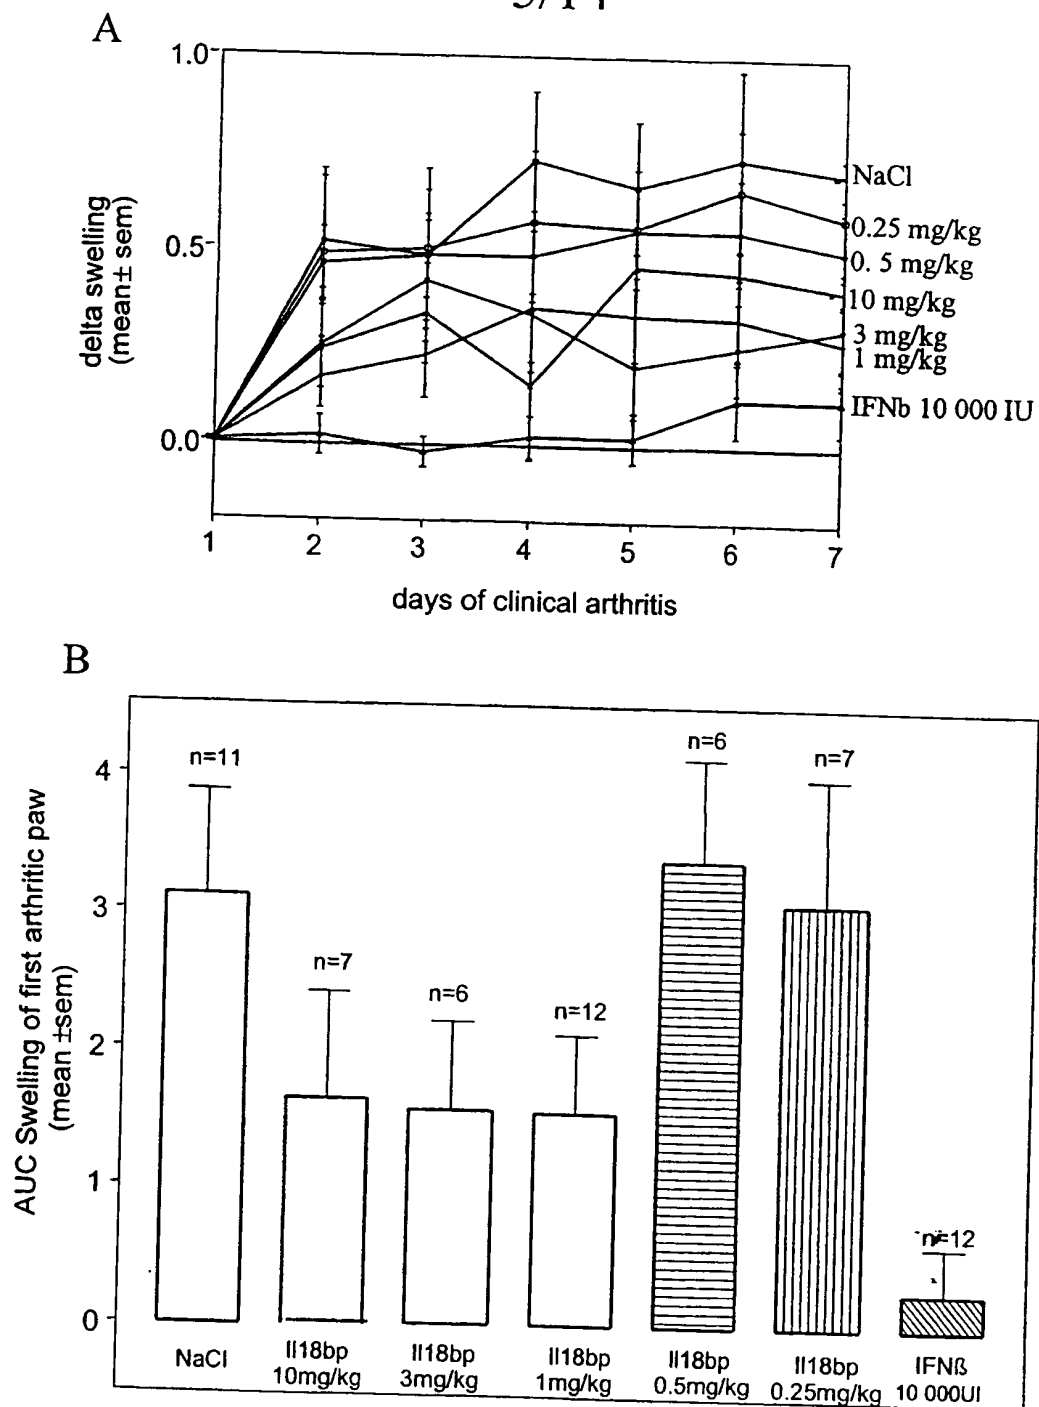 A
1.0
0.5
0.0
delta swelling
(mean± sem)
NaCl
0.25 mg/kg
0. 5 mg/kg
10 mg/kg
3 mg/kg
1 mg/kg
IFNb 10 000 IU
1 2 3 4 5 6 7
days of clinical arthritis
B
AUC Swelling of first arthritic paw
(mean ±sem)
4
3
2
1
0
n=11
n=7
n=6
n=12
n=6
n=7
n=12
NaCl
Il18bp
10mg/kg
Il18bp
3mg/kg
Il18bp
1mg/kg
Il18bp
0.5mg/kg
Il18bp
0.25mg/kg
IFNß
10 000UI